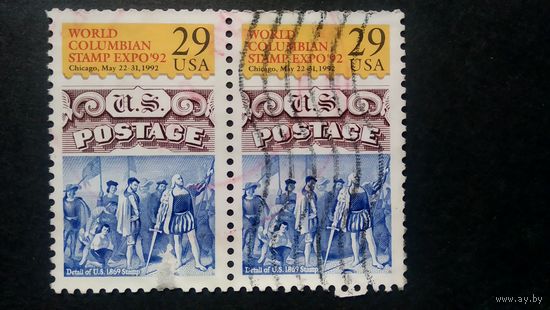 WORLD
COLUMBIAN
STAMP EXPO'92
Chicago, May 22-31, 1992
29
USA
U.S.
POSTAGE
Detail of U.S. 1869 Stamp
WORLD
COLUMBIAN
STAMP EXPO'92
Chicago, May 22-31, 1992
29
USA
U.S.
POSTAGE
Detail of U.S. 1869 Stamp
www.ay.by